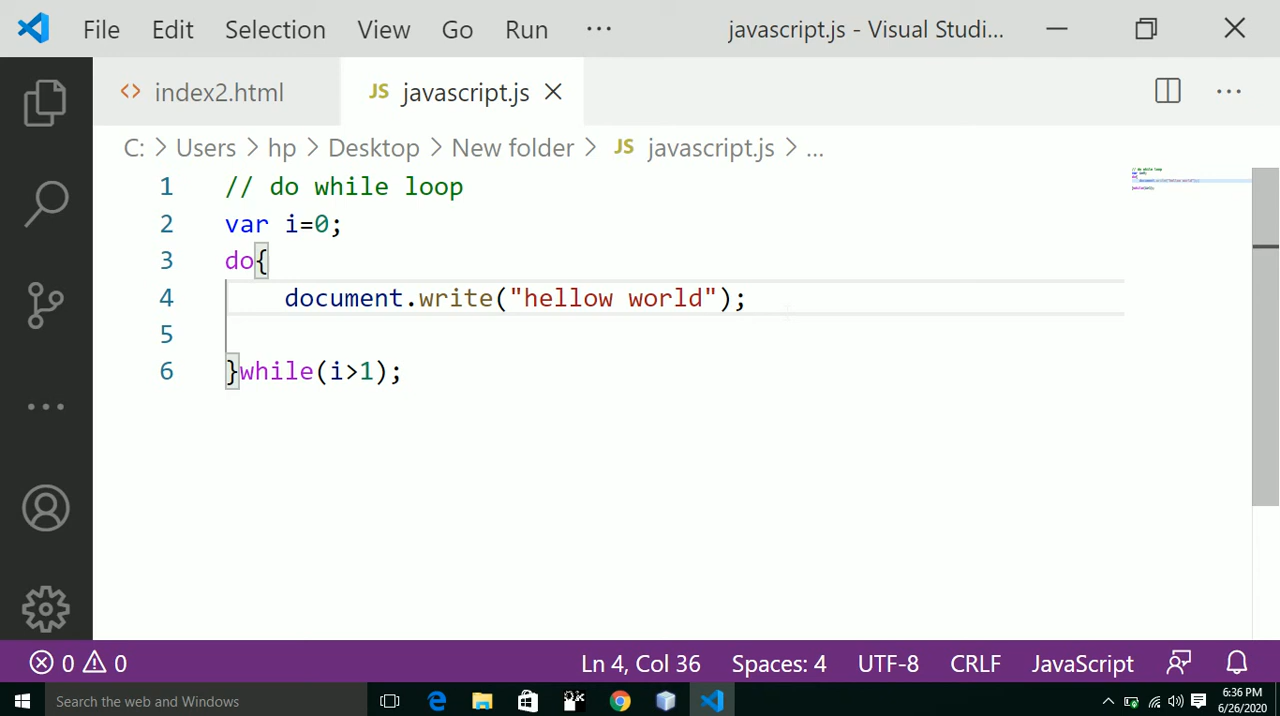 File Edit Selection View Go Run ··· javascript.js - Visual Studi...
index2.html JS javascript.js
C: > Users > hp > Desktop > New folder > JS javascript.js > ...
1 // do while loop
2 var i=0;
3 do{
4 document.write("hellow world");
5
6 }while(i>1);
0 0 Ln 4, Col 36 Spaces: 4 UTF-8 CRLF JavaScript
Search the web and Windows
6:36 PM
6/26/2020